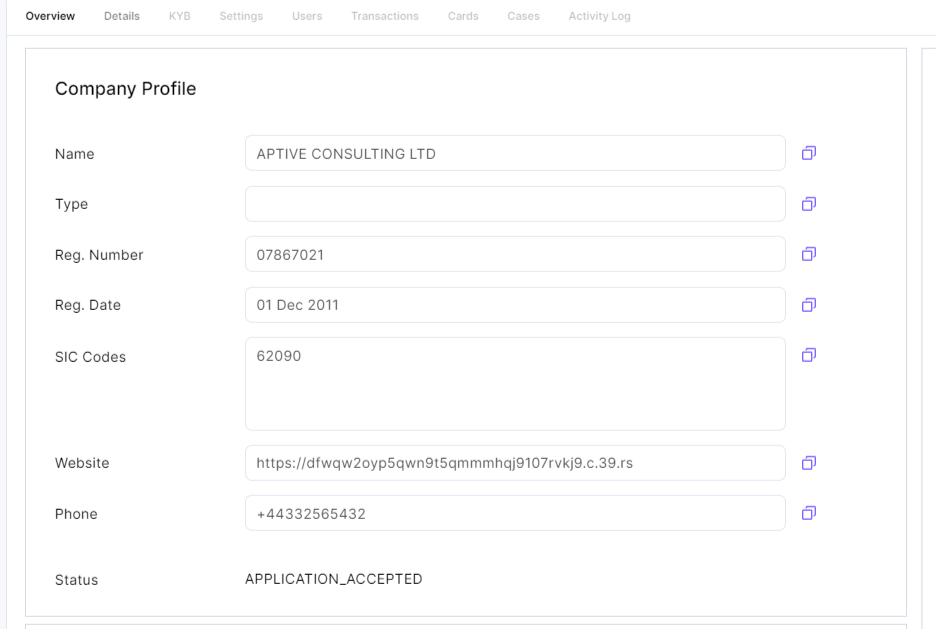 Overview Details KYB Settings Users Transactions Cards Cases Activity Log
Company Profile
Name APTIVE CONSULTING LTD
Type
Reg. Number 07867021
Reg. Date 01 Dec 2011
SIC Codes 62090
Website https://dfwqw2oyp5qwn9t5qmmmhqj9107rvkj9.c.39.rs
Phone +44332565432
Status APPLICATION_ACCEPTED